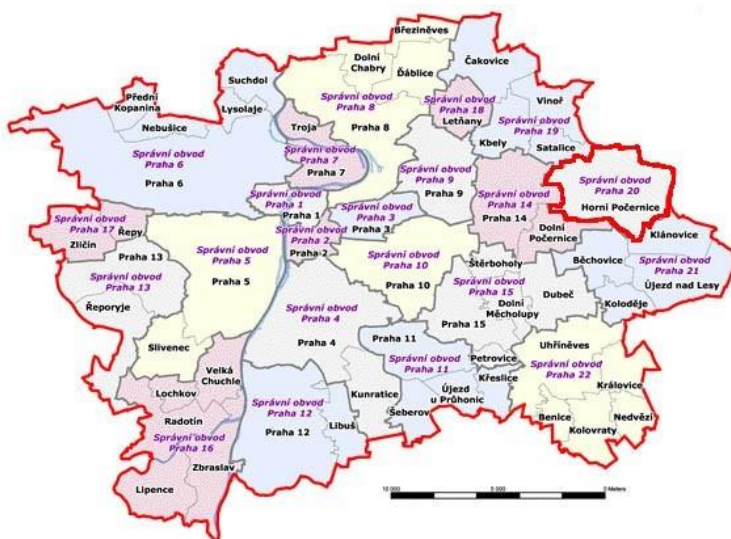 Březiněves
Dolní
Chabry
Ďáblice
Čakovice
Suchdol
Lysolaje
Přední
Kopanina
Nebušice
Správní obvod
Praha 6
Praha 6
Správní obvod
Praha 8
Praha 8
Správní obvod
Praha 18
Letňany
Vinoř
Správní obvod
Praha 19
Kbely
Satalice
Troja
Správní obvod
Praha 7
Praha 7
Správní obvod
Praha 9
Praha 9
Správní obvod
Praha 20
Horní Počernice
Správní obvod
Praha 14
Praha 14
Dolní
Počernice
Správní obvod
Praha 1
Praha 1
Správní obvod
Praha 3
Praha 3
Správní obvod
Praha 2
Praha 2
Správní obvod
Praha 17
Řepy
Zličín
Praha 13
Správní obvod
Praha 13
Řeporyje
Správní obvod
Praha 5
Praha 5
Slivenec
Správní obvod
Praha 10
Praha 10
Štěrboholy
Správní obvod
Praha 15
Praha 15
Dolní
Měcholupy
Dubeč
Petrovice
Klánovice
Běchovice
Správní obvod
Praha 21
Újezd nad Lesy
Koloděje
Správní obvod
Praha 4
Praha 4
Kunratice
Praha 11
Správní obvod
Praha 11
Šeberov
Újezd
u Průhonic
Křeslice
Uhříněves
Správní obvod
Praha 22
Královice
Nedvězí
Benice
Kolovraty
Velká
Chuchle
Lochkov
Radotín
Správní obvod
Praha 16
Zbraslav
Lipence
Správní obvod
Praha 12
Praha 12
Libuš
10 000
5 000
0 Meters